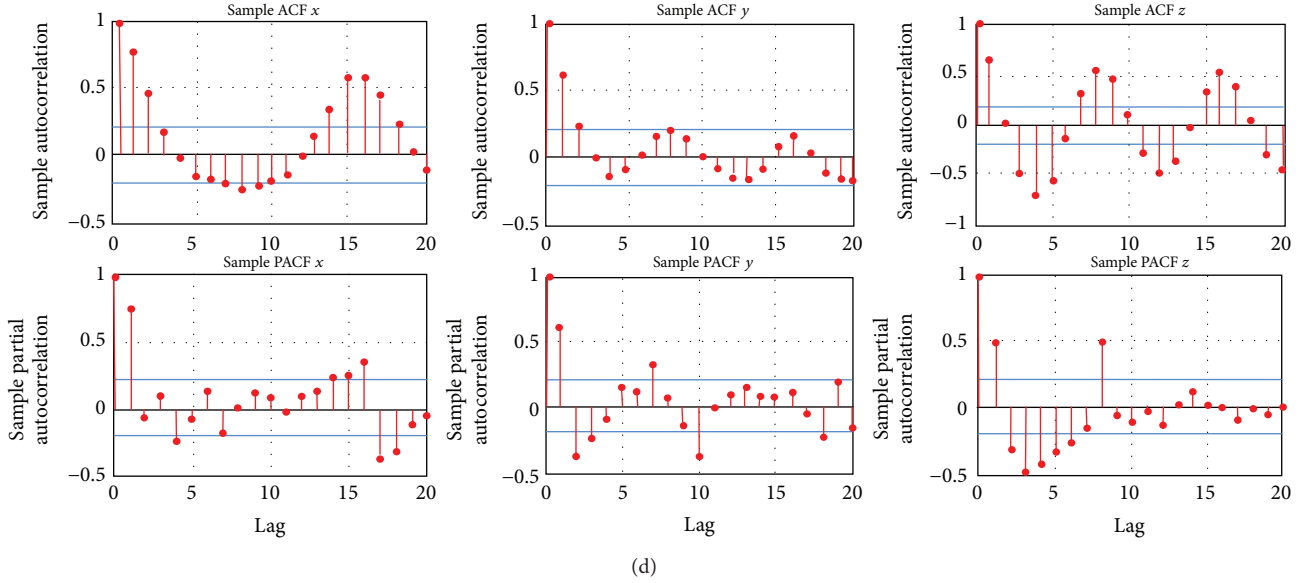 Sample ACF x
Sample autocorrelation
1
0.5
0
−0.5
0 5 10 15 20
Sample ACF y
Sample autocorrelation
1
0.5
0
−0.5
0 5 10 15 20
Sample ACF z
Sample autocorrelation
1
0.5
0
−0.5
−1
0 5 10 15 20
Sample PACF x
Sample partial
autocorrelation
1
0.5
0
−0.5
0 5 10 15 20
Lag
Sample PACF y
Sample partial
autocorrelation
1
0.5
0
−0.5
0 5 10 15 20
Lag
Sample PACF z
Sample partial
autocorrelation
1
0.5
0
−0.5
0 5 10 15 20
Lag
(d)